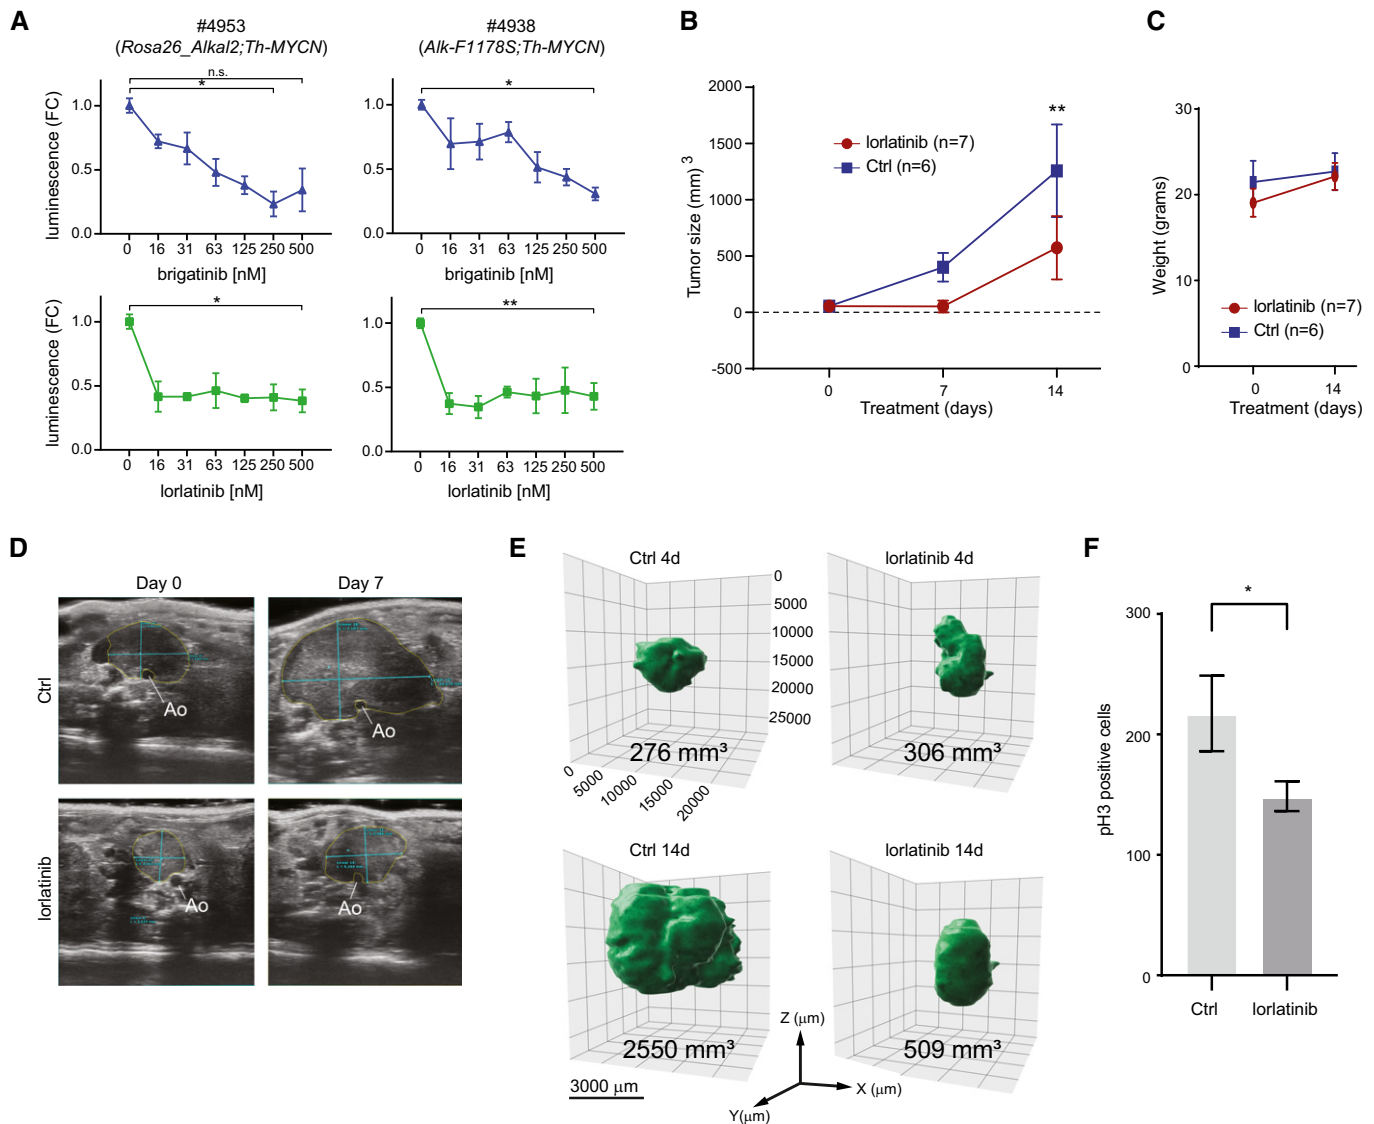 A
#4953
(Rosa26_Alkal2;Th-MYCN)
n.s.
*
luminescence (FC)
1.0
0.5
0.0
0 16 31 63 125 250 500
brigatinib [nM]
#4938
(Alk-F1178S;Th-MYCN)
*
1.0
0.5
0.0
0 16 31 63 125 250 500
brigatinib [nM]
*
luminescence (FC)
1.0
0.5
0.0
0 16 31 63 125 250 500
lorlatinib [nM]
**
1.0
0.5
0.0
0 16 31 63 125 250 500
lorlatinib [nM]
B
Tumor size (mm)³
2000
1500
1000
500
0
-500
lorlatinib (n=7)
Ctrl (n=6)
**
0 7 14
Treatment (days)
C
Weight (grams)
30
20
10
0
lorlatinib (n=7)
Ctrl (n=6)
0 14
Treatment (days)
D
Day 0 Day 7
Ctrl
Ao
Ao
lorlatinib
Ao
Ao
E
Ctrl 4d
0
5000
10000
15000
20000
25000
276 mm³
0 5000 10000 15000 20000
lorlatinib 4d
306 mm³
Ctrl 14d
2550 mm³
3000 µm
lorlatinib 14d
509 mm³
Z (µm)
X (µm)
Y(µm)
F
*
pH3 positive cells
300
200
100
0
Ctrl lorlatinib